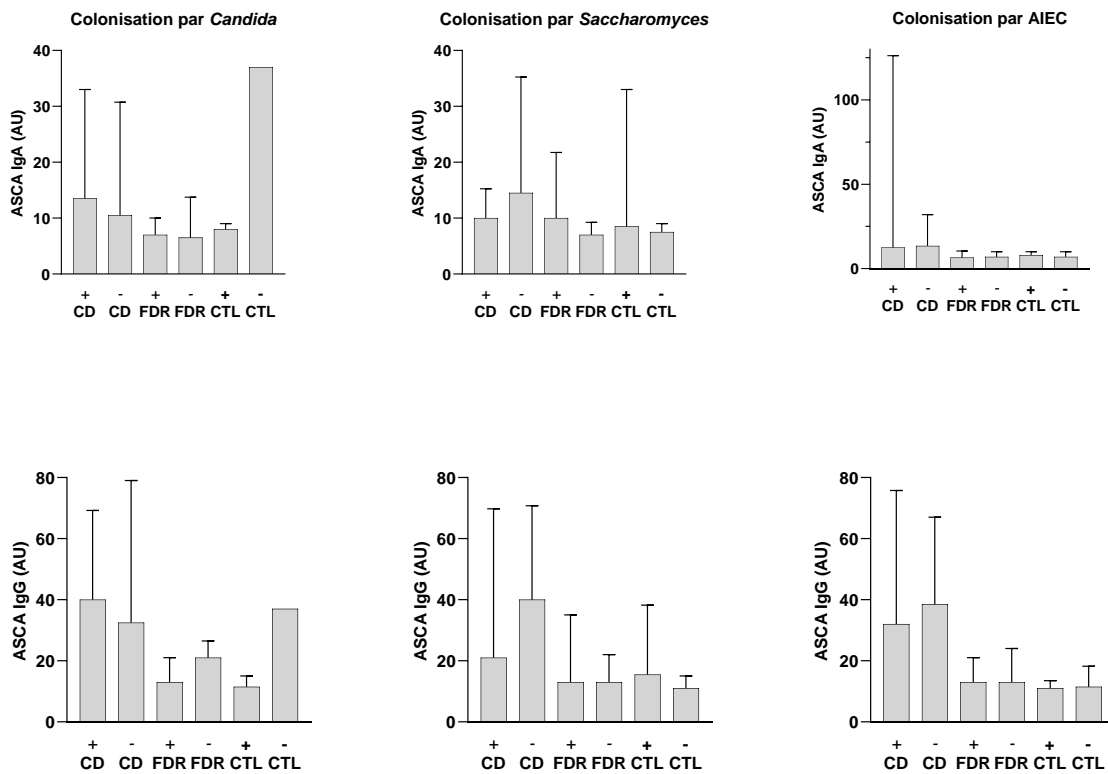 Colonisation par Candida
40
30
20
10
0
ASCA IgA (AU)
+ - + - + -
CD CD FDR FDR CTL CTL
Colonisation par Saccharomyces
40
30
20
10
0
ASCA IgA (AU)
+ - + - + -
CD CD FDR FDR CTL CTL
Colonisation par AIEC
100
50
0
ASCA IgA (AU)
+ - + - + -
CD CD FDR FDR CTL CTL
80
60
40
20
0
ASCA IgG (AU)
+ - + - + -
CD CD FDR FDR CTL CTL
80
60
40
20
0
ASCA IgG (AU)
+ - + - + -
CD CD FDR FDR CTL CTL
80
60
40
20
0
ASCA IgG (AU)
+ - + - + -
CD CD FDR FDR CTL CTL